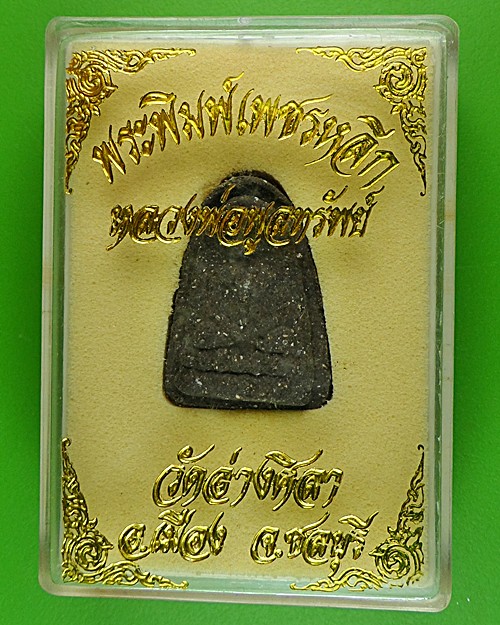 พระพิมพ์เพชรหลีก
หลวงพ่อพูลทรัพย์
วัดอ่างศิลา
อ.เมือง จ.ชลบุรี